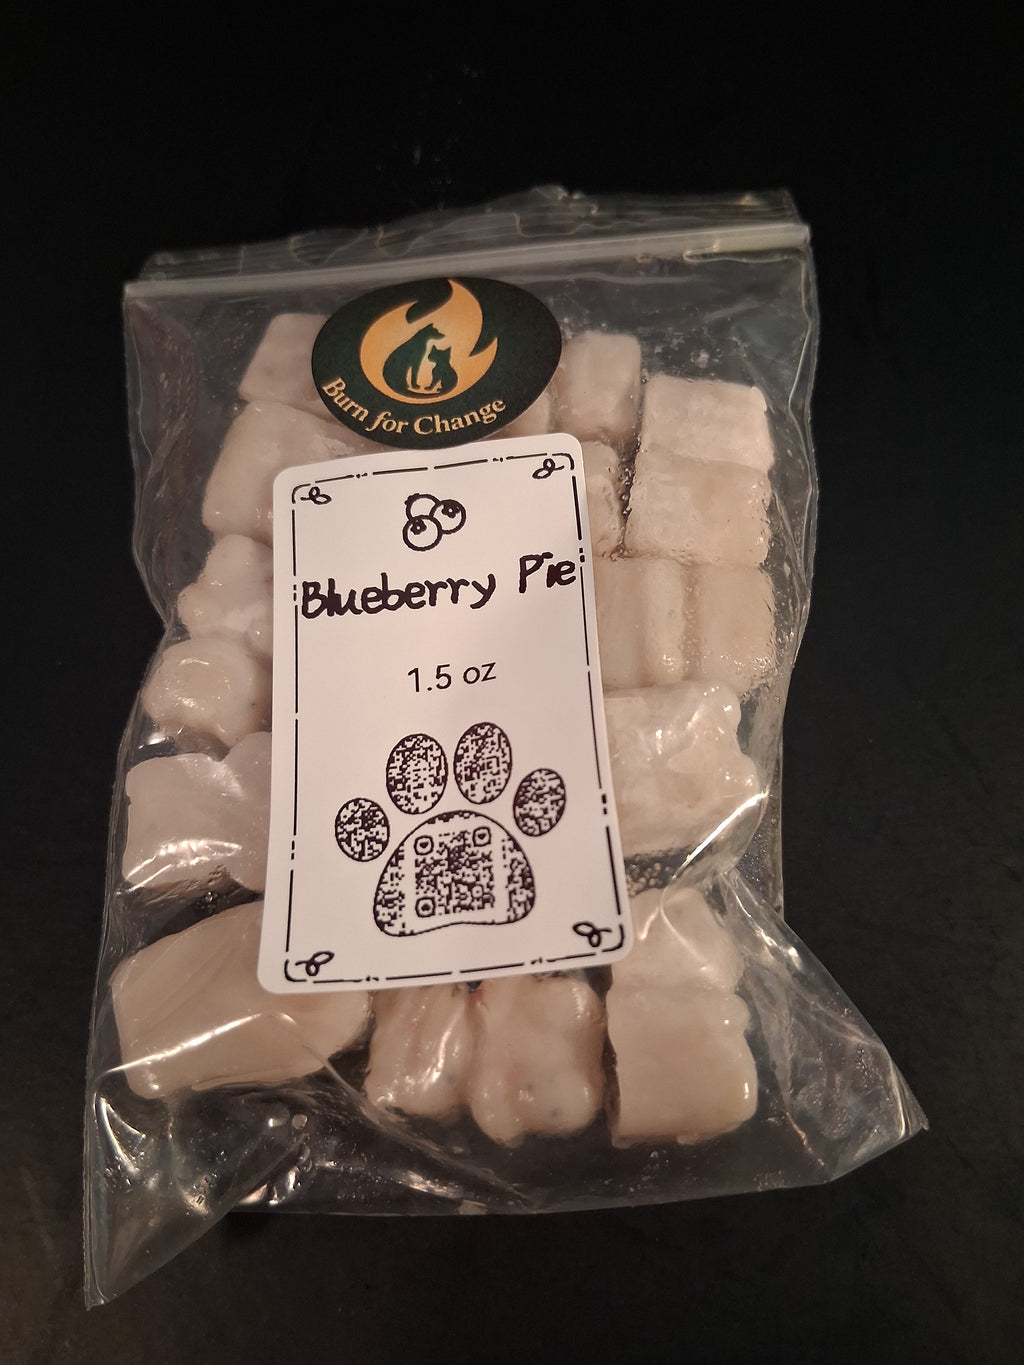 Burn for Change
Blueberry Pie
1.5 oz